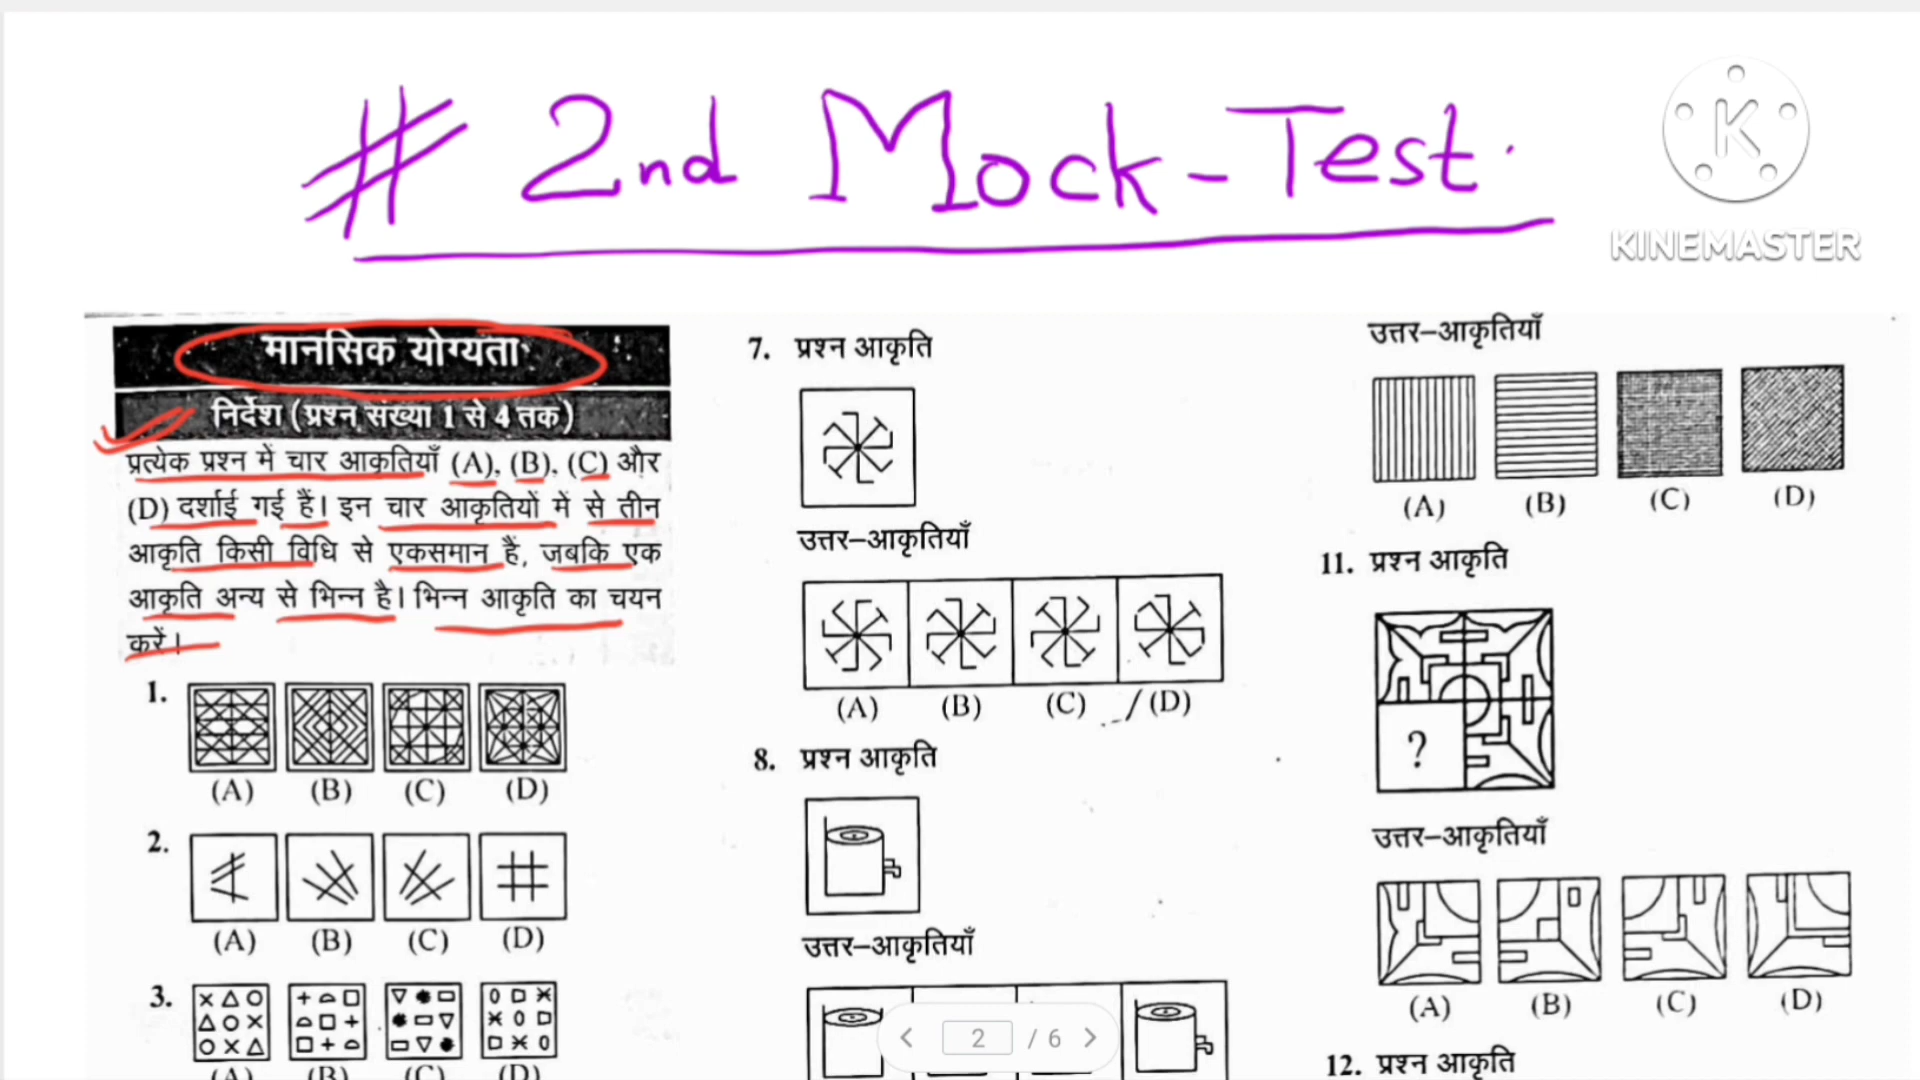 # 2nd Mock-Test.
K
KINEMASTER
मानसिक योग्यता
निर्देश (प्रश्न संख्या 1 से 4 तक)
प्रत्येक प्रश्न में चार आकृतियाँ (A), (B), (C) और
(D) दर्शाई गई हैं। इन चार आकृतियों में से तीन
आकृति किसी विधि से एकसमान हैं, जबकि एक
आकृति अन्य से भिन्न है। भिन्न आकृति का चयन
करें।
1.
(A) (B) (C) (D)
2.
(A) (B) (C) (D)
3.
(A) (B) (C) (D)
7. प्रश्न आकृति
उत्तर–आकृतियाँ
(A) (B) (C) (D)
8. प्रश्न आकृति
उत्तर–आकृतियाँ
2 / 6
उत्तर–आकृतियाँ
(A) (B) (C) (D)
11. प्रश्न आकृति
?
उत्तर–आकृतियाँ
(A) (B) (C) (D)
12. प्रश्न आकृति